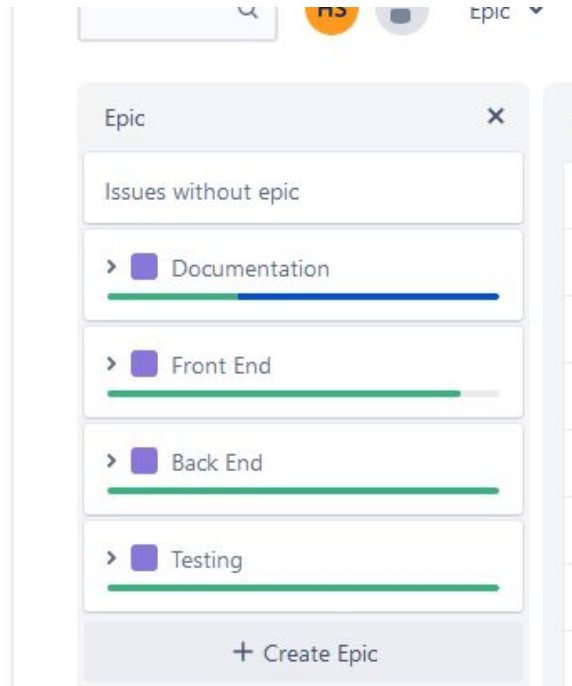 HS Epic
Epic
Issues without epic
Documentation
Front End
Back End
Testing
+ Create Epic